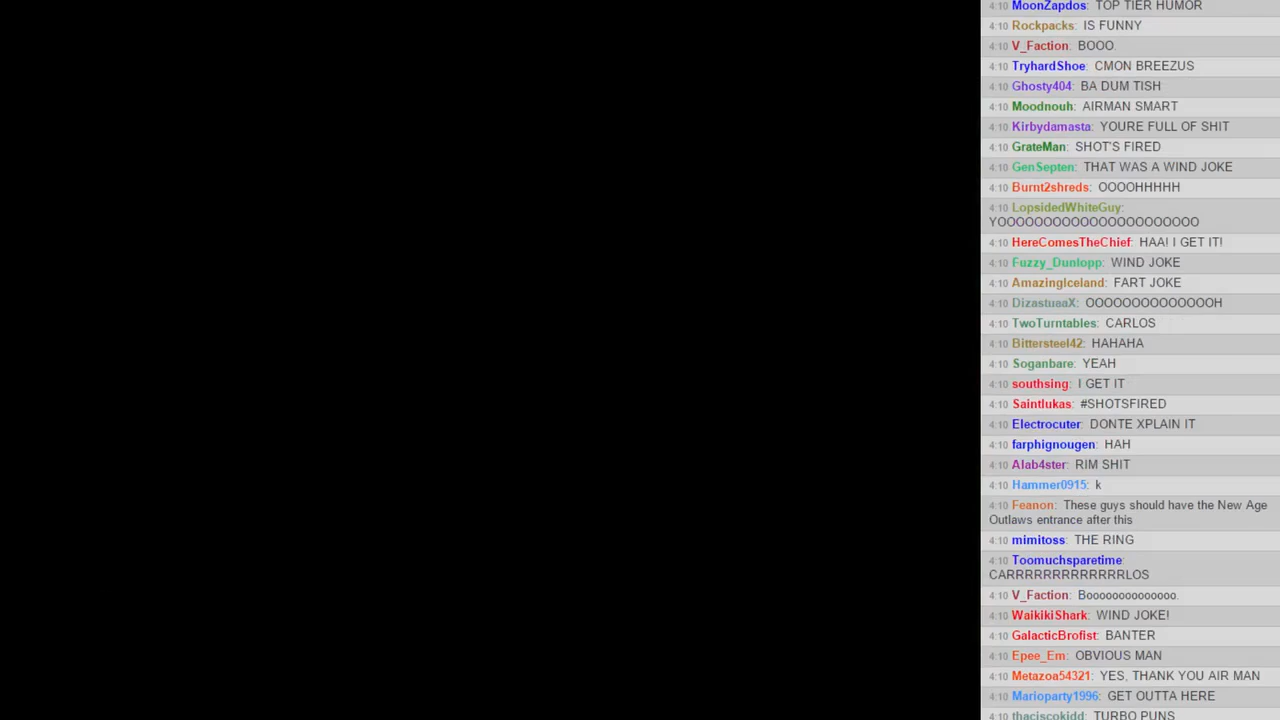 4:10 MoonZapdos: TOP TIER HUMOR
4:10 Rockpacks: IS FUNNY
4:10 V_Faction: BOOO.
4:10 TryhardShoe: CMON BREEZUS
4:10 Ghosty404: BA DUM TISH
4:10 Moodnouh: AIRMAN SMART
4:10 Kirbydamasta: YOURE FULL OF SHIT
4:10 GrateMan: SHOT'S FIRED
4:10 GenSepten: THAT WAS A WIND JOKE
4:10 Burnt2shreds: OOOOHHHHH
4:10 LopsidedWhiteGuy:
YOOOOOOOOOOOOOOOOOOOOOO
4:10 HereComesTheChief: HAA! I GET IT!
4:10 Fuzzy_Dunlopp: WIND JOKE
4:10 AmazingIceland: FART JOKE
4:10 DizastuaaX: OOOOOOOOOOOOOOH
4:10 TwoTurntables: CARLOS
4:10 Bittersteel42: HAHAHA
4:10 Soganbare: YEAH
4:10 southsing: I GET IT
4:10 Saintlukas: #SHOTSFIRED
4:10 Electrocuter: DONTE XPLAIN IT
4:10 farphignougen: HAH
4:10 Alab4ster: RIM SHIT
4:10 Hammer0915: k
4:10 Feanon: These guys should have the New Age
Outlaws entrance after this
4:10 mimitoss: THE RING
4:10 Toomuchsparetime:
CARRRRRRRRRRRRRLOS
4:10 V_Faction: Boooooooooooooo.
4:10 WaikikiShark: WIND JOKE!
4:10 GalacticBrofist: BANTER
4:10 Epee_Em: OBVIOUS MAN
4:10 Metazoa54321: YES, THANK YOU AIR MAN
4:10 Marioparty1996: GET OUTTA HERE
4:10 thaciscokidd: TURBO PUNS